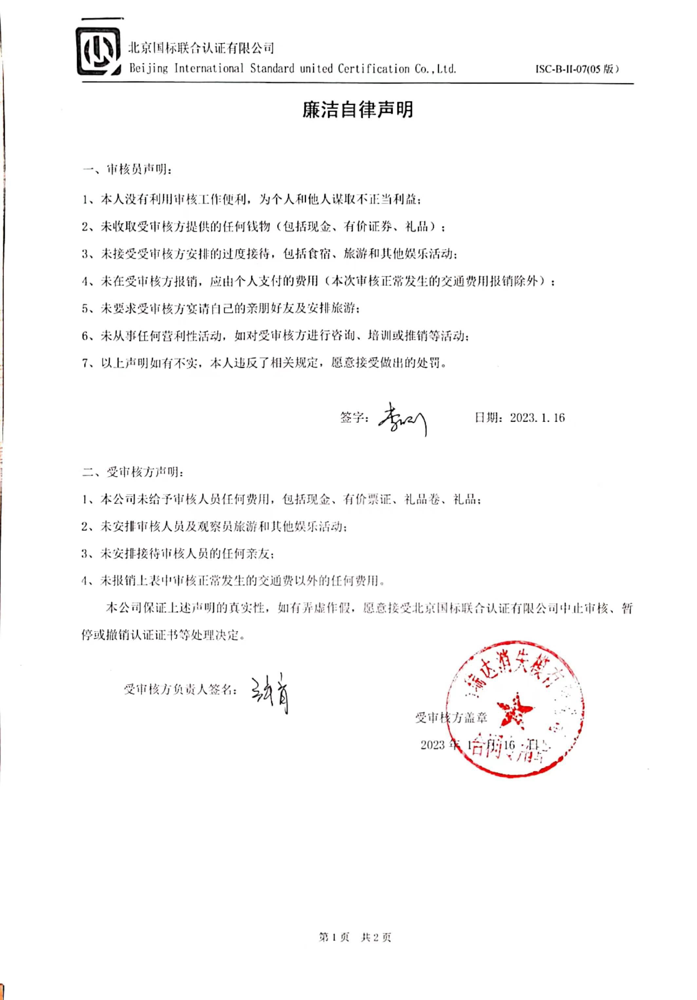 北京国标联合认证有限公司
Beijing International Standard united Certification Co.,Ltd.
ISC-B-II-07(05版)
廉洁自律声明
一、审核员声明：
1、本人没有利用审核工作便利，为个人和他人谋取不正当利益；
2、未收取受审核方提供的任何钱物（包括现金、有价证券、礼品）；
3、未接受受审核方安排的过度接待，包括食宿、旅游和其他娱乐活动；
4、未在受审核方报销，应由个人支付的费用（本次审核正常发生的交通费用报销除外）；
5、未要求受审核方宴请自己的亲朋好友及安排旅游；
6、未从事任何营利性活动，如对受审核方进行咨询、培训或推销等活动；
7、以上声明如有不实，本人违反了相关规定，愿意接受做出的处罚。
签字： 日期：2023.1.16
二、受审核方声明：
1、本公司未给予审核人员任何费用，包括现金、有价票证、礼品卷、礼品；
2、未安排审核人员及观察员旅游和其他娱乐活动；
3、未安排接待审核人员的任何亲友；
4、未报销上表中审核正常发生的交通费以外的任何费用。
本公司保证上述声明的真实性，如有弄虚作假，愿意接受北京国标联合认证有限公司中止审核、暂
停或撤销认证证书等处理决定。
受审核方负责人签名：
达消失模
受审核方盖章
2023 年 1 月 16 日
合同专用
第 1 页 共 2 页